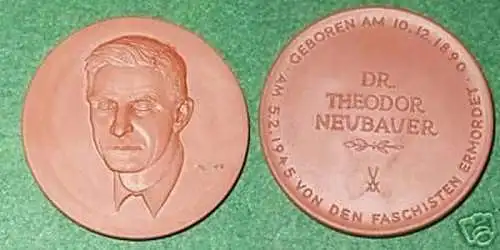 GEBOREN AM 10.12.1890 · AM 5.2.1945 VON DEN FASCHISTEN ERMORDET ·
DR.
THEODOR
NEUBAUER